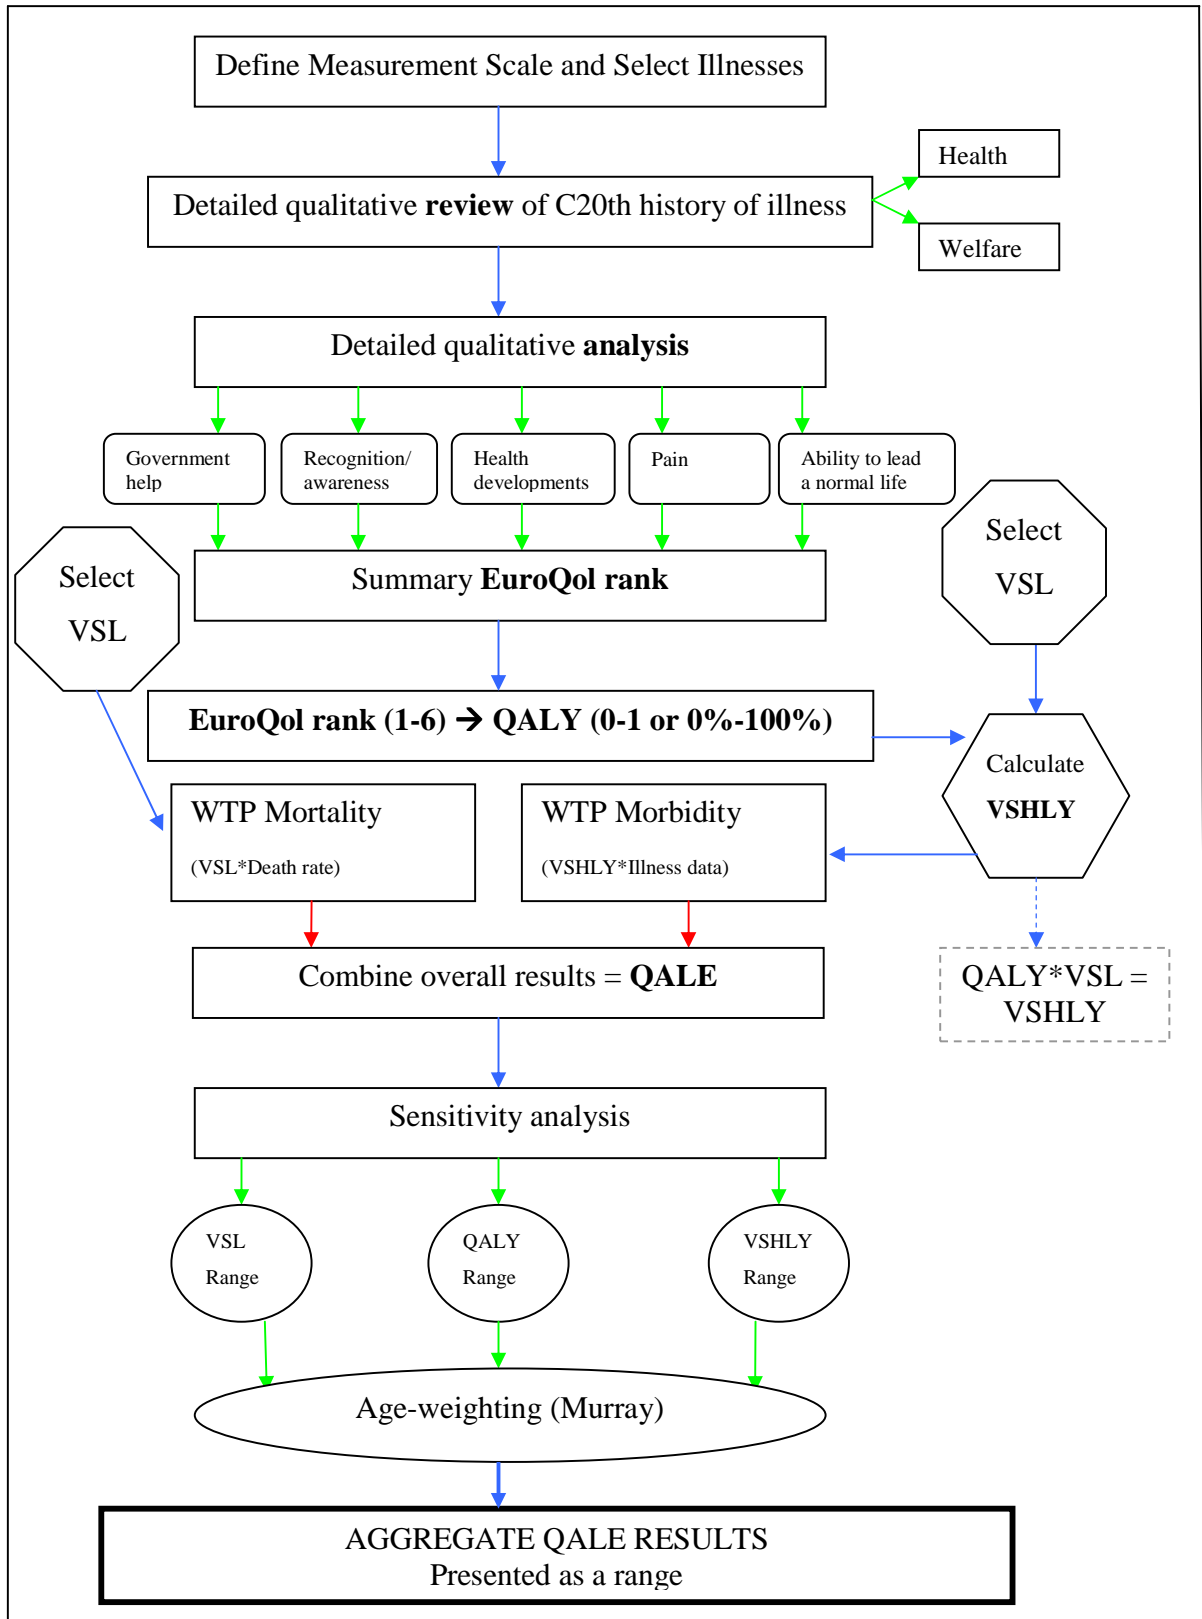 Define Measurement Scale and Select Illnesses
Health
Detailed qualitative review of C20th history of illness
Welfare
Detailed qualitative analysis
Government
help
Recognition/
awareness
Health
developments
Pain
Ability to lead
a normal life
Select
VSL
Select
VSL
Summary EuroQol rank
EuroQol rank (1-6) → QALY (0-1 or 0%-100%)
Calculate
VSHLY
WTP Mortality
(VSL*Death rate)
WTP Morbidity
(VSHLY*Illness data)
Combine overall results = QALE
QALY*VSL =
VSHLY
Sensitivity analysis
VSL
Range
QALY
Range
VSHLY
Range
Age-weighting (Murray)
AGGREGATE QALE RESULTS
Presented as a range